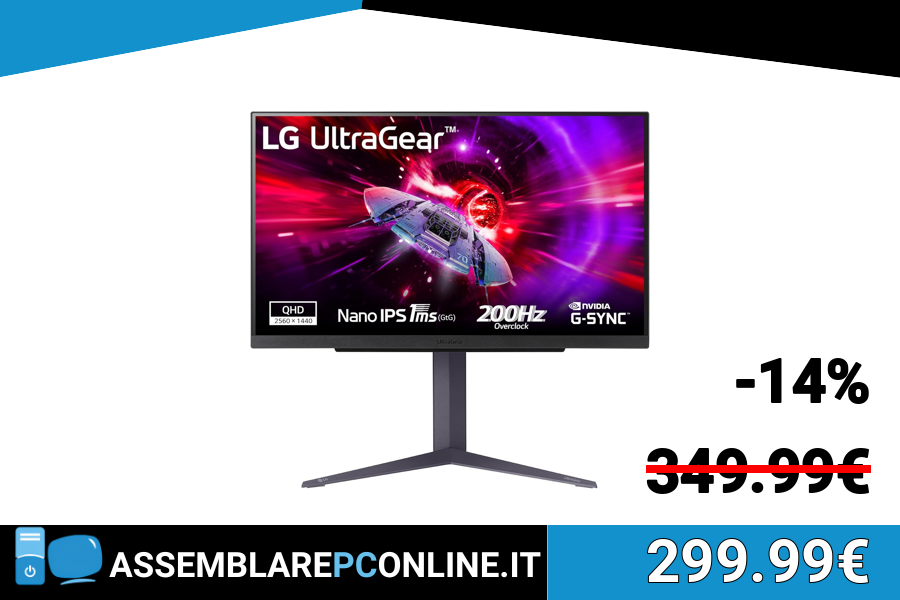 LG UltraGear™
QHD
2560 × 1440
Nano IPS 1ms (GtG)
200Hz
Overclock
NVIDIA
G-SYNC™
70
-14%
349.99€
ASSEMBLAREPCONLINE.IT
299.99€